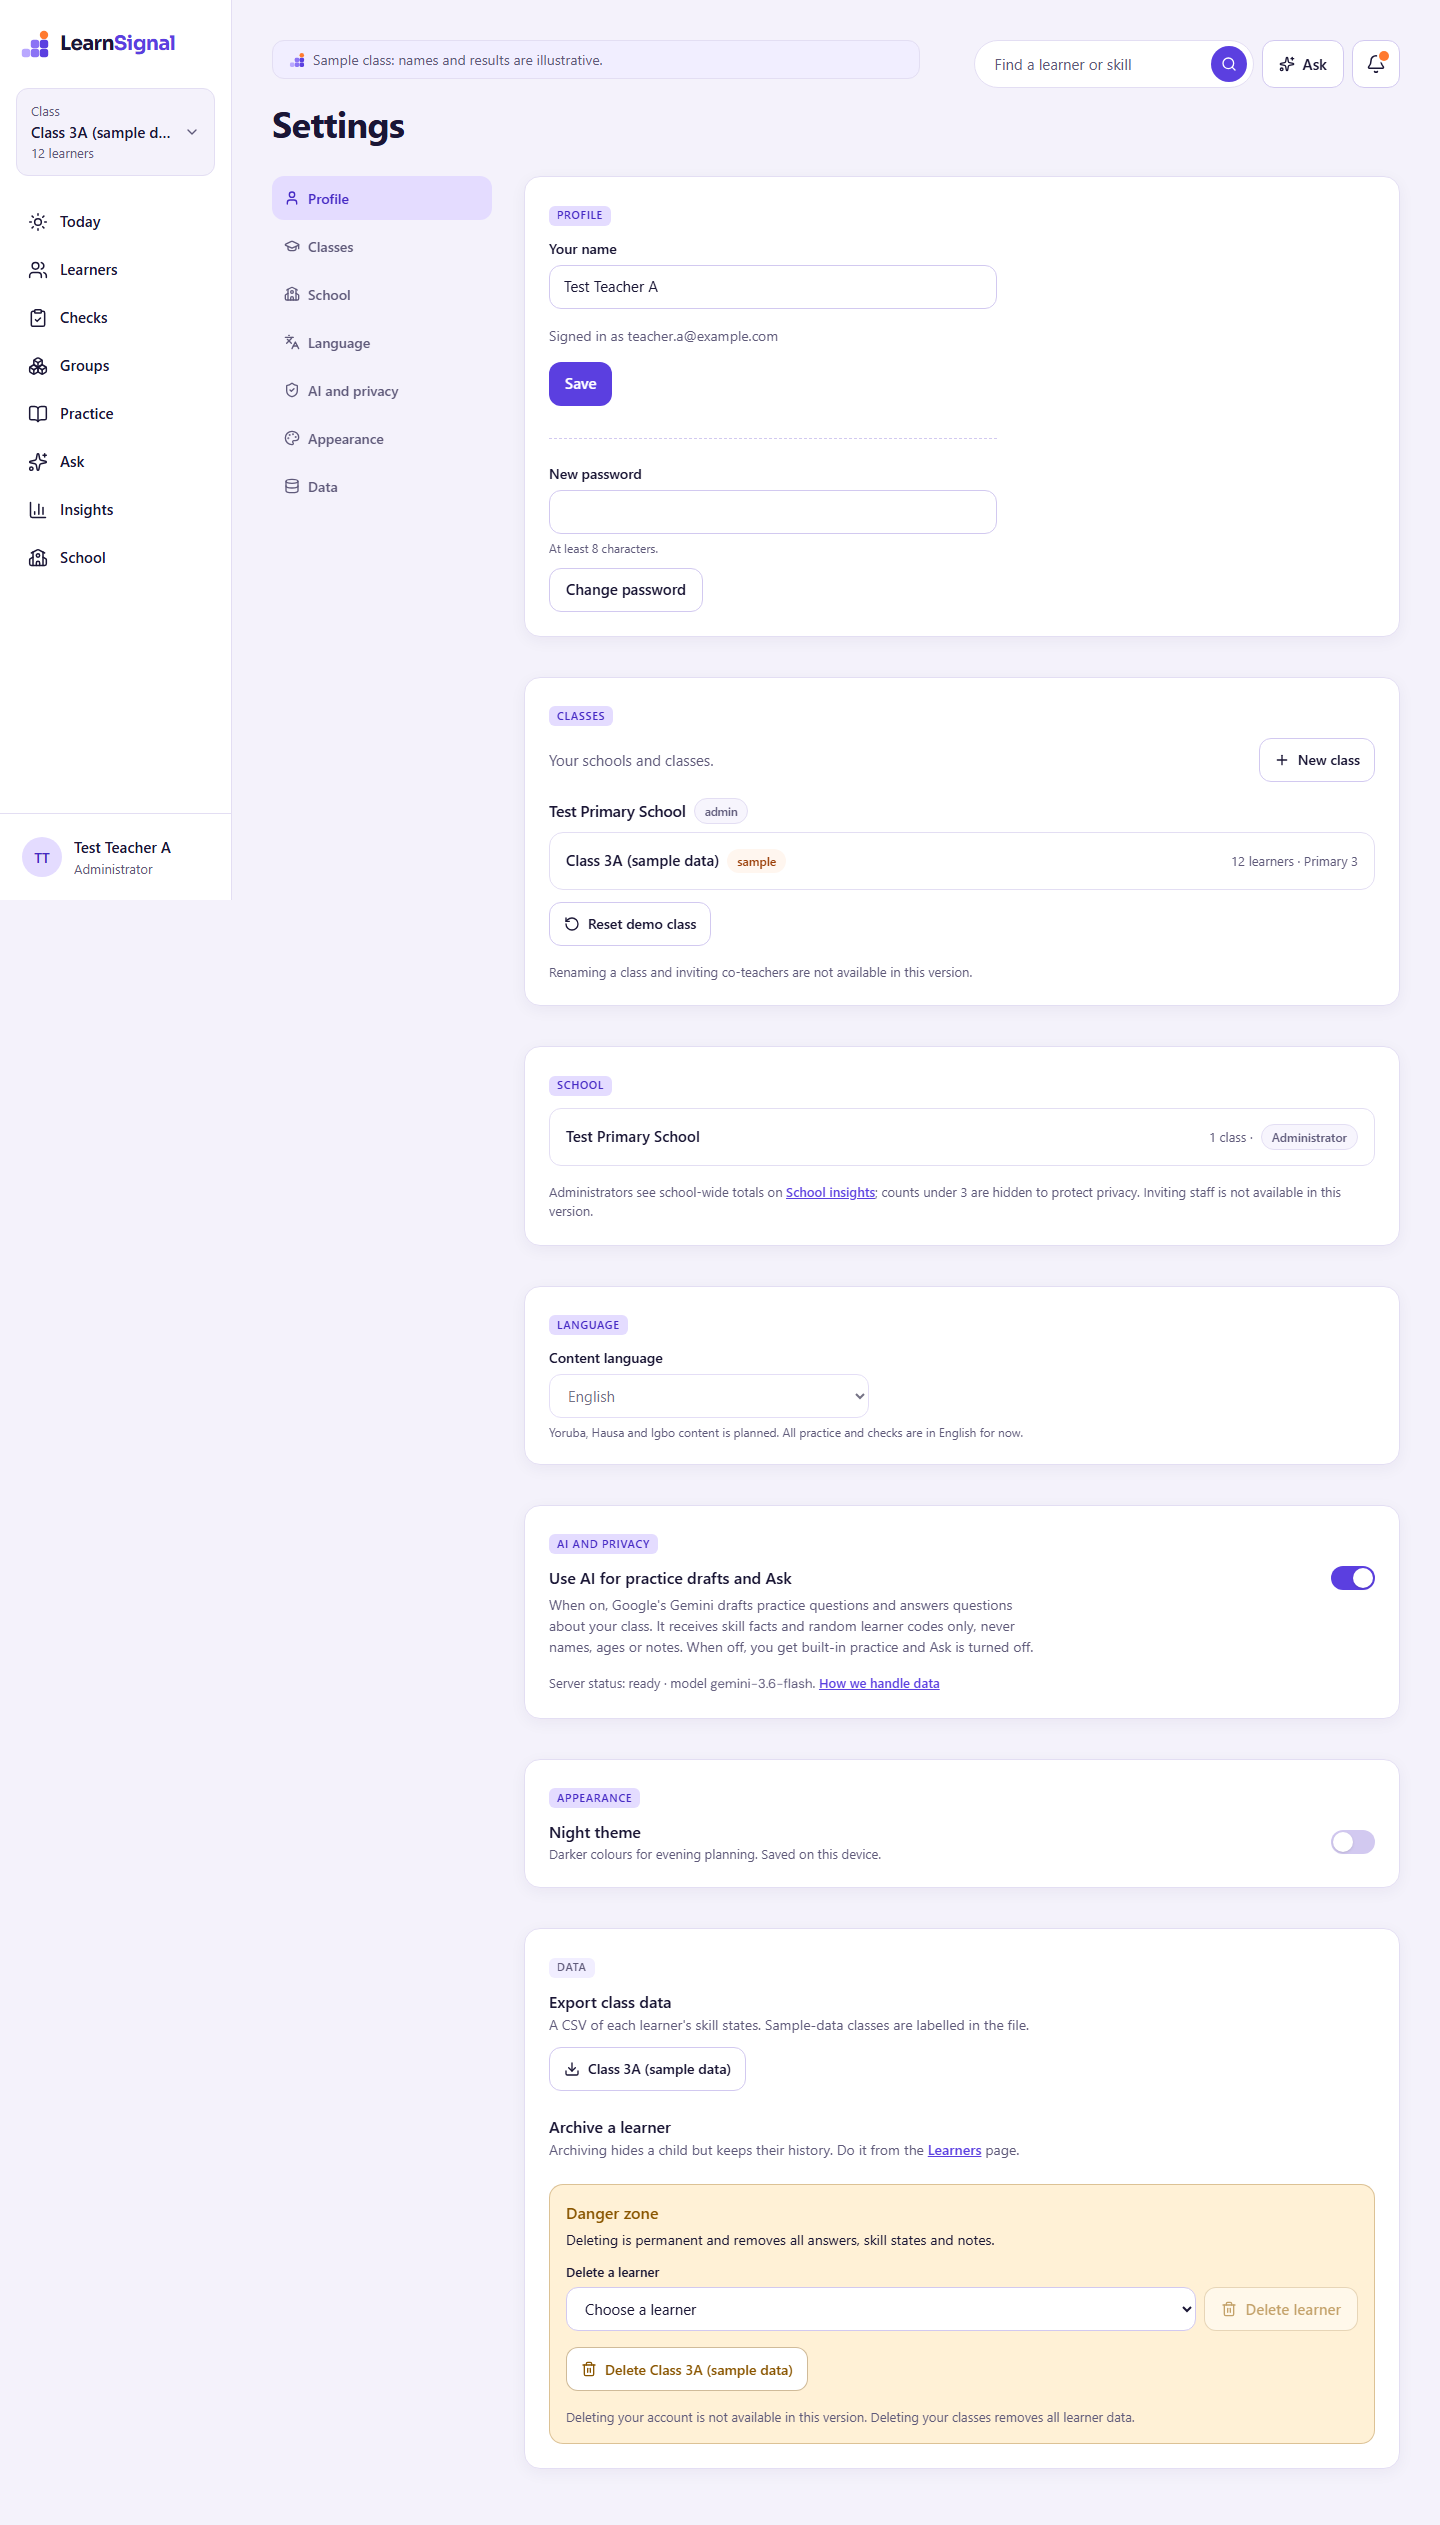 LearnSignal
Class
Class 3A (sample d...
12 learners
Today
Learners
Checks
Groups
Practice
Ask
Insights
School
TT
Test Teacher A
Administrator
Sample class: names and results are illustrative.
Find a learner or skill
Ask
Settings
Profile
Classes
School
Language
AI and privacy
Appearance
Data
PROFILE
Your name
Test Teacher A
Signed in as teacher.a@example.com
Save
New password
At least 8 characters.
Change password
CLASSES
Your schools and classes.
New class
Test Primary School admin
Class 3A (sample data) sample
12 learners · Primary 3
Reset demo class
Renaming a class and inviting co-teachers are not available in this version.
SCHOOL
Test Primary School
1 class · Administrator
Administrators see school-wide totals on School insights; counts under 3 are hidden to protect privacy. Inviting staff is not available in this
version.
LANGUAGE
Content language
English
Yoruba, Hausa and Igbo content is planned. All practice and checks are in English for now.
AI AND PRIVACY
Use AI for practice drafts and Ask
When on, Google's Gemini drafts practice questions and answers questions
about your class. It receives skill facts and random learner codes only, never
names, ages or notes. When off, you get built-in practice and Ask is turned off.
Server status: ready · model gemini-3.6-flash. How we handle data
APPEARANCE
Night theme
Darker colours for evening planning. Saved on this device.
DATA
Export class data
A CSV of each learner's skill states. Sample-data classes are labelled in the file.
Class 3A (sample data)
Archive a learner
Archiving hides a child but keeps their history. Do it from the Learners page.
Danger zone
Deleting is permanent and removes all answers, skill states and notes.
Delete a learner
Choose a learner
Delete learner
Delete Class 3A (sample data)
Deleting your account is not available in this version. Deleting your classes removes all learner data.